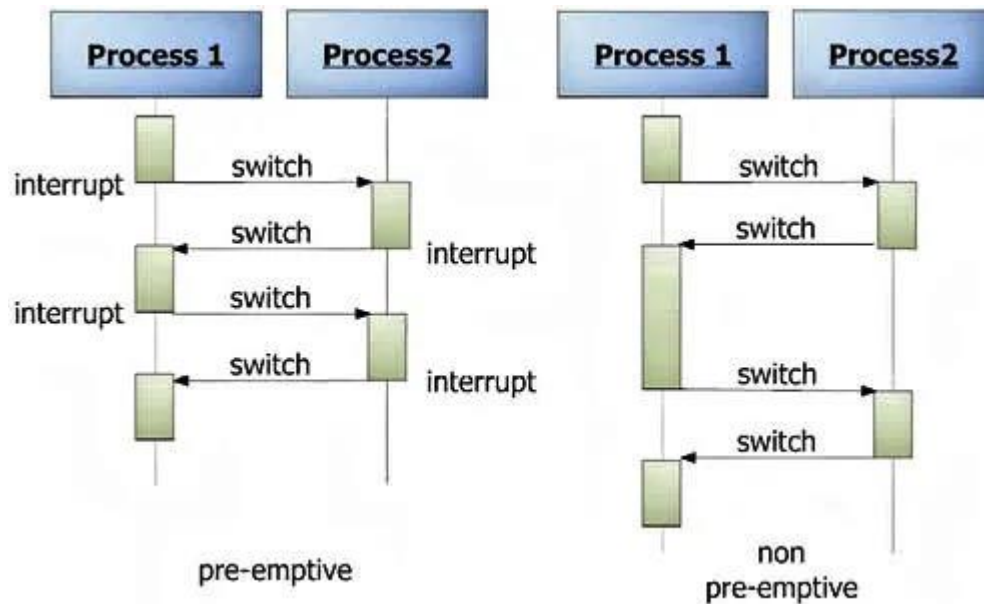 Process 1
Process2
switch
interrupt
switch
interrupt
switch
interrupt
switch
interrupt
pre-emptive
Process 1
Process2
switch
switch
switch
switch
non
pre-emptive